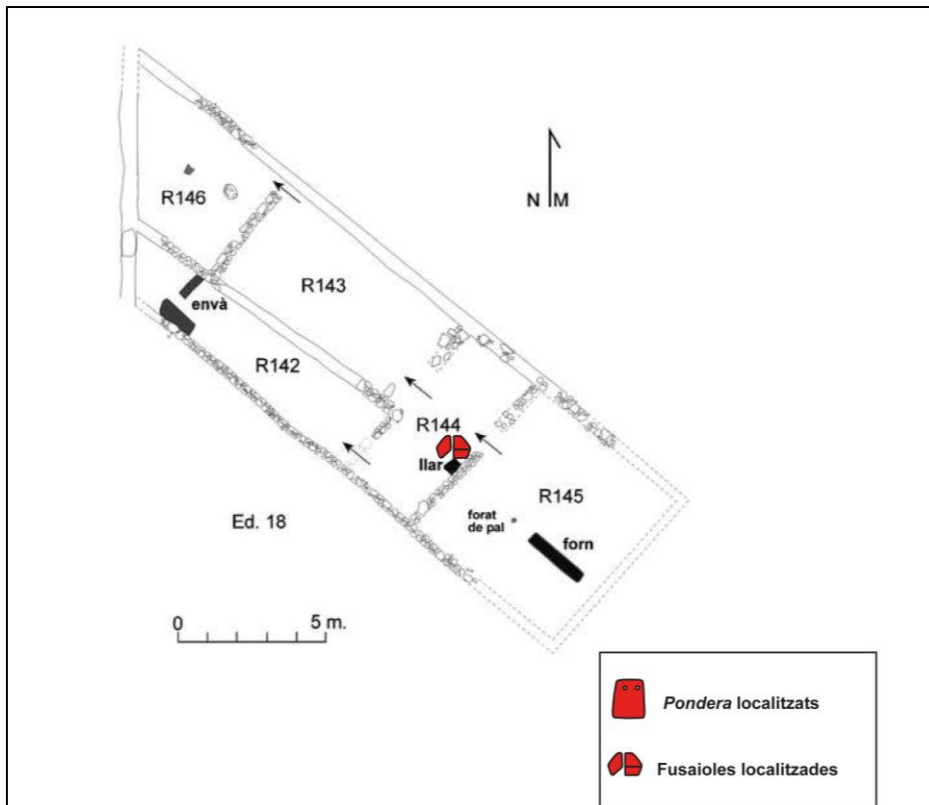 N M
R146
R143
envà
R142
R144
llar
R145
forat
de pal
forn
Ed. 18
0 5 m.
Pondera localitzats
Fusaioles localitzades